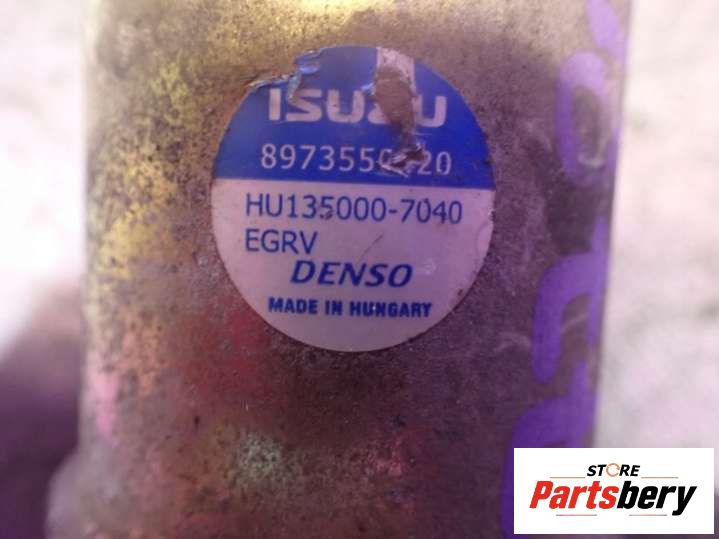 ISUZU
HU135000-7040
EGRV
DENSO
MADE IN HUNGARY
STORE
Partsbery